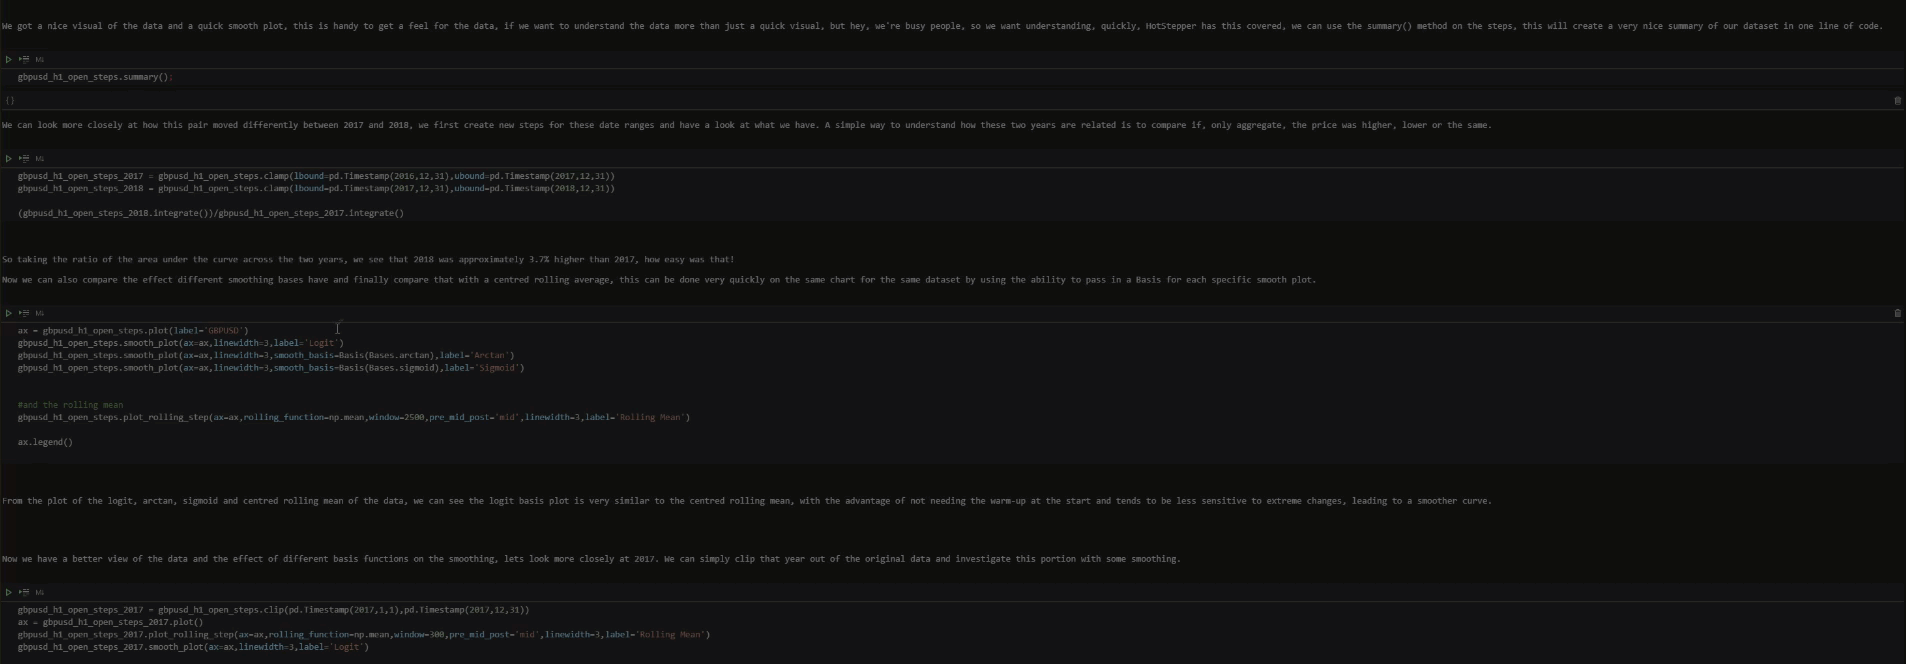 We got a nice visual of the data and a quick smooth plot, this is handy to get a feel for the data, if we want to understand the data more than just a quick visual, but hey, we're busy people, so we want understanding, quickly, HotStepper has this covered, we can use the summary() method on the steps, this will create a very nice summary of our dataset in one line of code.
M↓
gbpusd_h1_open_steps.summary();
{}
We can look more closely at how this pair moved differently between 2017 and 2018, we first create new steps for these date ranges and have a look at what we have. A simple way to understand how these two years are related is to compare if, only aggregate, the price was higher, lower or the same.
M↓
gbpusd_h1_open_steps_2017 = gbpusd_h1_open_steps.clamp(lbound=pd.Timestamp(2016,12,31),ubound=pd.Timestamp(2017,12,31))
gbpusd_h1_open_steps_2018 = gbpusd_h1_open_steps.clamp(lbound=pd.Timestamp(2017,12,31),ubound=pd.Timestamp(2018,12,31))
(gbpusd_h1_open_steps_2018.integrate())/gbpusd_h1_open_steps_2017.integrate()
So taking the ratio of the area under the curve across the two years, we see that 2018 was approximately 3.7% higher than 2017, how easy was that!
Now we can also compare the effect different smoothing bases have and finally compare that with a centred rolling average, this can be done very quickly on the same chart for the same dataset by using the ability to pass in a Basis for each specific smooth plot.
M↓
ax = gbpusd_h1_open_steps.plot(label='GBPUSD')
gbpusd_h1_open_steps.smooth_plot(ax=ax,linewidth=3,label='Logit')
gbpusd_h1_open_steps.smooth_plot(ax=ax,linewidth=3,smooth_basis=Basis(Bases.arctan),label='Arctan')
gbpusd_h1_open_steps.smooth_plot(ax=ax,linewidth=3,smooth_basis=Basis(Bases.sigmoid),label='Sigmoid')
#and the rolling mean
gbpusd_h1_open_steps.plot_rolling_step(ax=ax,rolling_function=np.mean,window=2500,pre_mid_post='mid',linewidth=3,label='Rolling Mean')
ax.legend()
From the plot of the logit, arctan, sigmoid and centred rolling mean of the data, we can see the logit basis plot is very similar to the centred rolling mean, with the advantage of not needing the warm-up at the start and tends to be less sensitive to extreme changes, leading to a smoother curve.
Now we have a better view of the data and the effect of different basis functions on the smoothing, lets look more closely at 2017. We can simply clip that year out of the original data and investigate this portion with some smoothing.
M↓
gbpusd_h1_open_steps_2017 = gbpusd_h1_open_steps.clip(pd.Timestamp(2017,1,1),pd.Timestamp(2017,12,31))
ax = gbpusd_h1_open_steps_2017.plot()
gbpusd_h1_open_steps_2017.plot_rolling_step(ax=ax,rolling_function=np.mean,window=300,pre_mid_post='mid',linewidth=3,label='Rolling Mean')
gbpusd_h1_open_steps_2017.smooth_plot(ax=ax,linewidth=3,label='Logit')